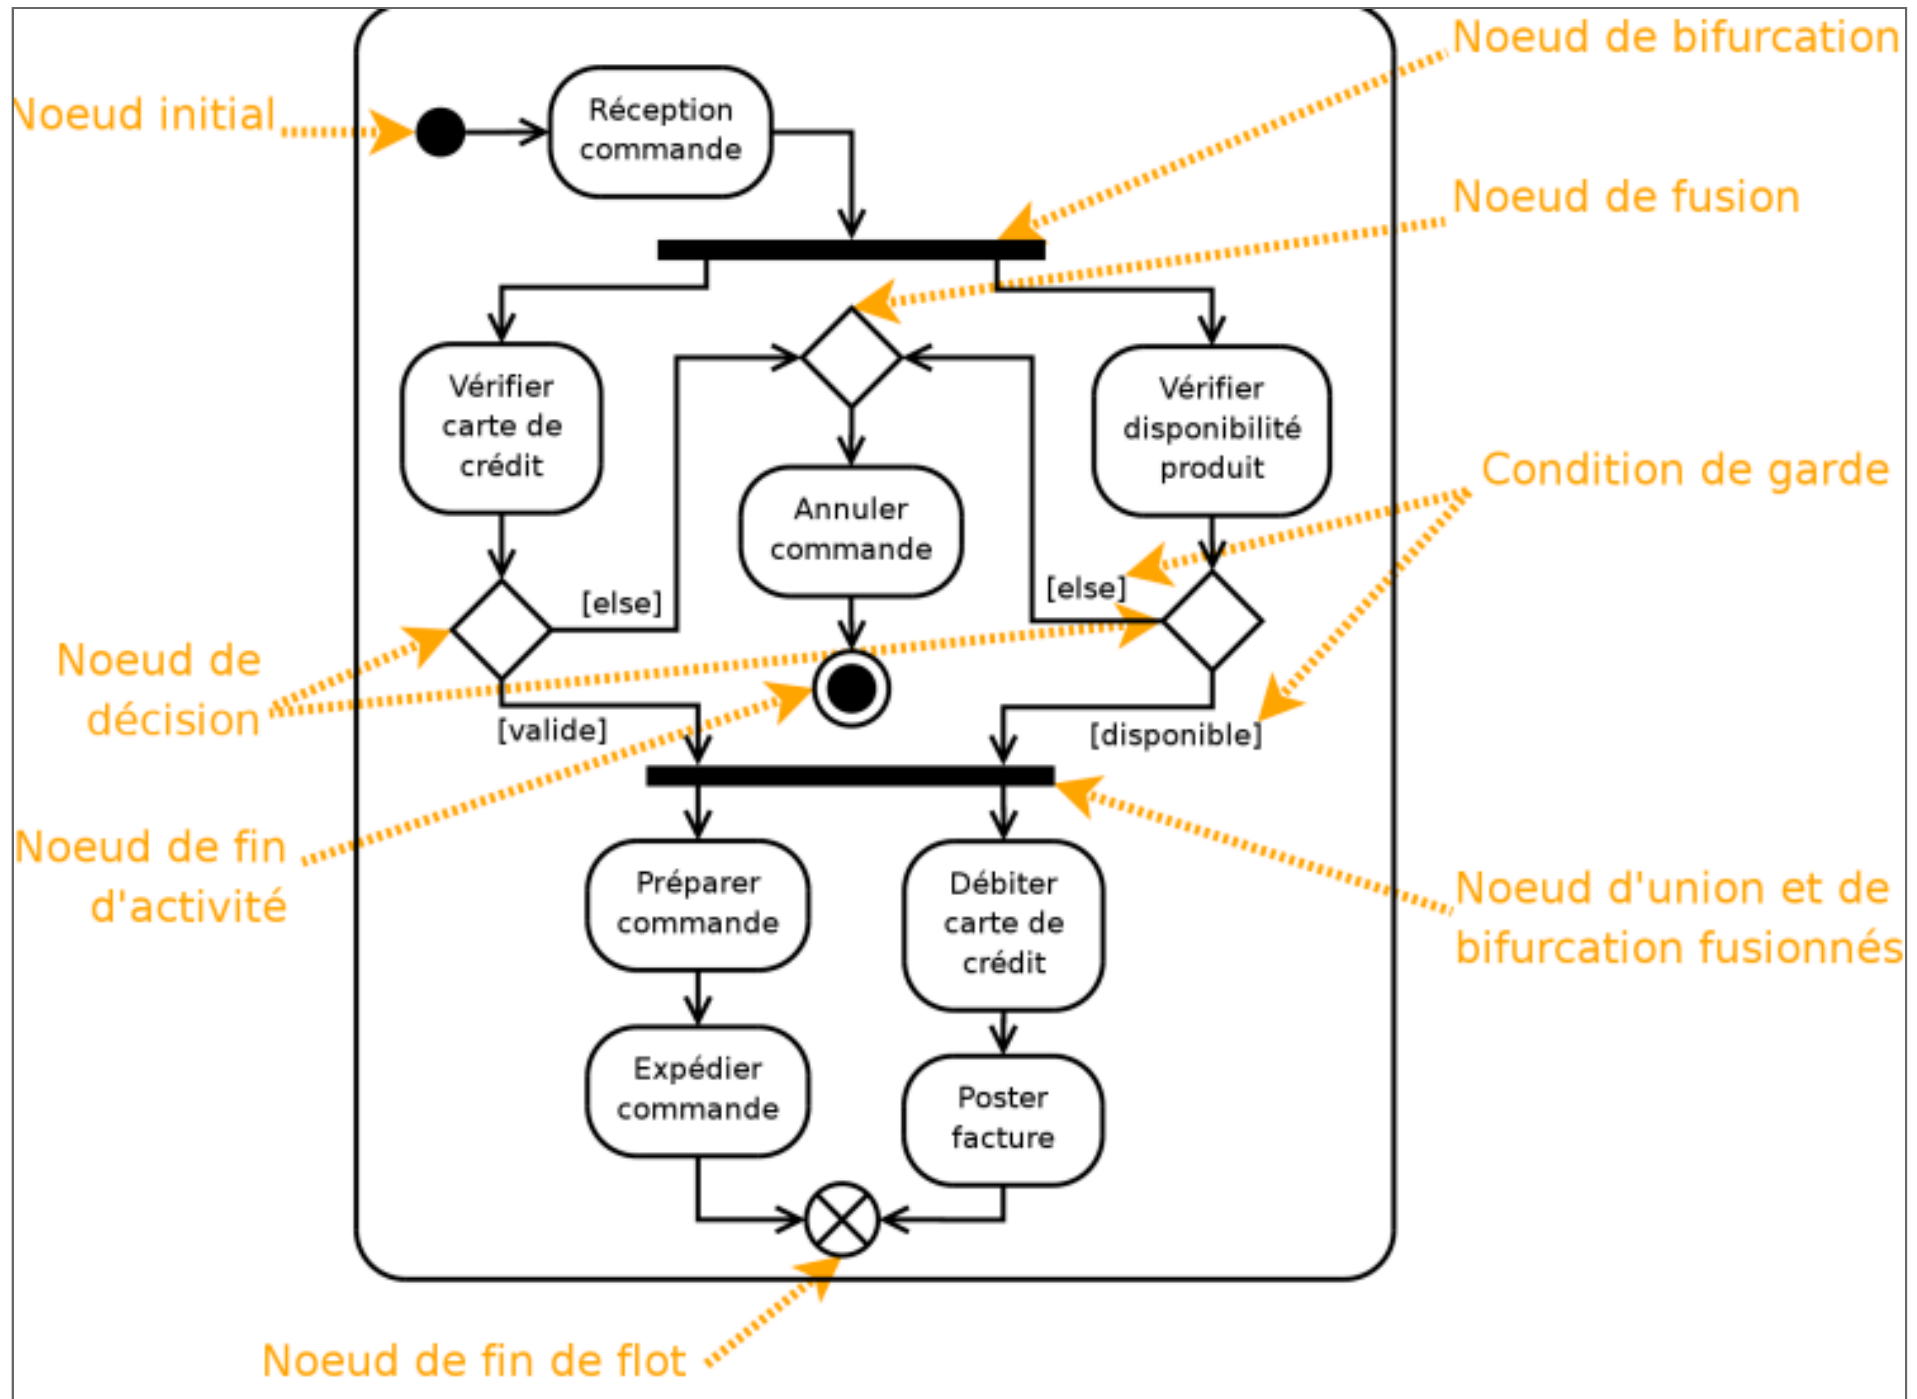 Noeud de bifurcation
Noeud initial
Réception
commande
Noeud de fusion
Vérifier
carte de
crédit
Vérifier
disponibilité
produit
Condition de garde
Annuler
commande
[else]
[else]
Noeud de
décision
[valide]
[disponible]
Noeud de fin
d'activité
Préparer
commande
Débiter
carte de
crédit
Noeud d'union et de
bifurcation fusionnés
Expédier
commande
Poster
facture
Noeud de fin de flot